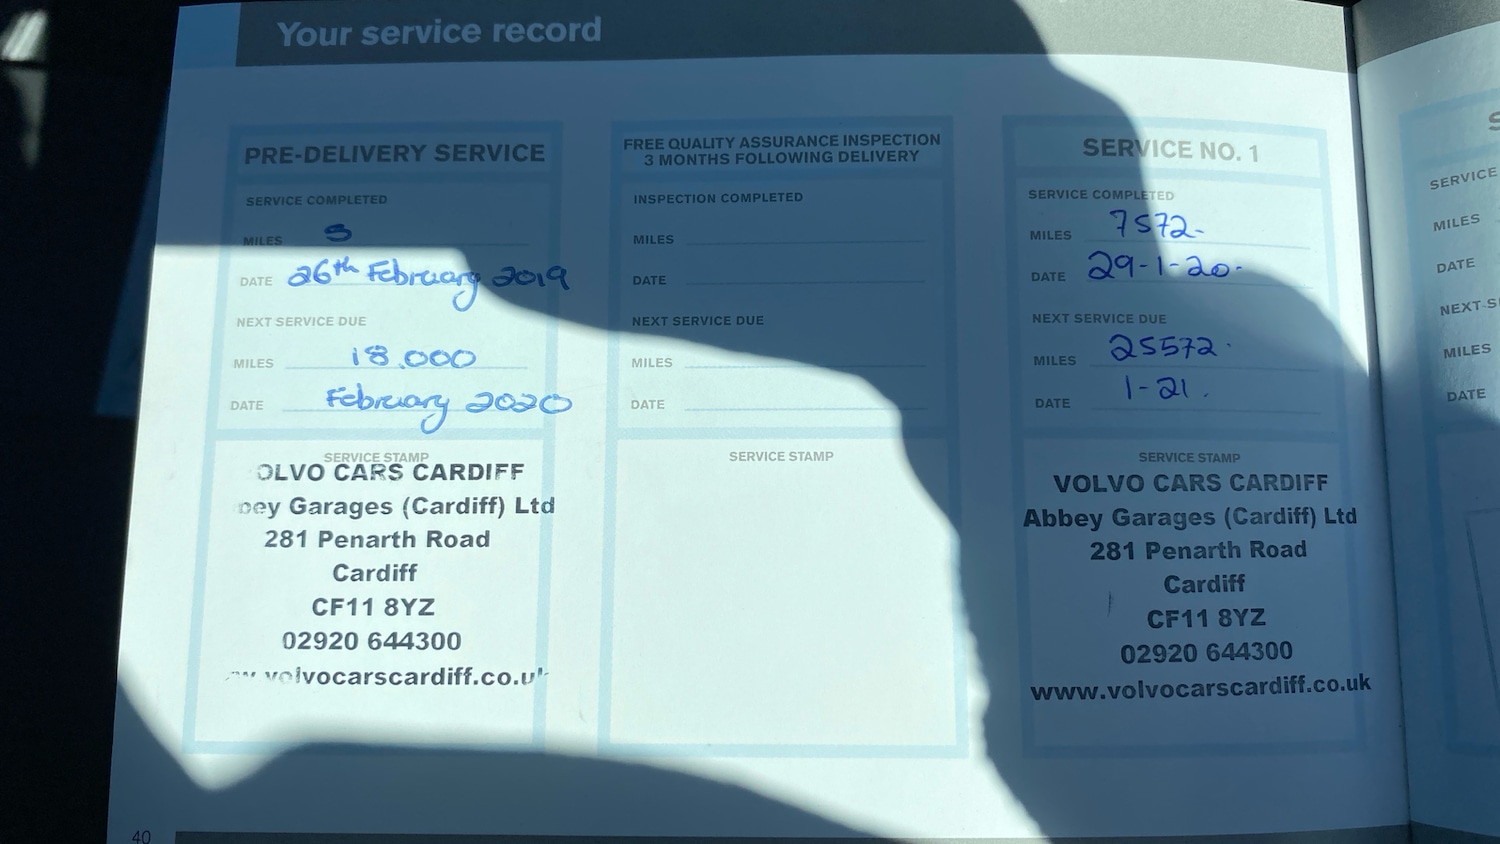 Your service record
PRE-DELIVERY SERVICE
SERVICE COMPLETED
MILES 5
DATE 26th February 2019
NEXT SERVICE DUE
MILES 18.000
DATE February 2020
SERVICE STAMP
OLVO CARS CARDIFF
bey Garages (Cardiff) Ltd
281 Penarth Road
Cardiff
CF11 8YZ
02920 644300
w.volvocarscardiff.co.uk
FREE QUALITY ASSURANCE INSPECTION
3 MONTHS FOLLOWING DELIVERY
INSPECTION COMPLETED
MILES
DATE
NEXT SERVICE DUE
MILES
DATE
SERVICE STAMP
SERVICE NO. 1
SERVICE COMPLETED
MILES 7572-
DATE 29-1-20-
NEXT SERVICE DUE
MILES 25572.
DATE 1-21.
SERVICE STAMP
VOLVO CARS CARDIFF
Abbey Garages (Cardiff) Ltd
281 Penarth Road
Cardiff
CF11 8YZ
02920 644300
www.volvocarscardiff.co.uk
S
SERVICE
MILES
DATE
NEXT S
MILES
DATE
40